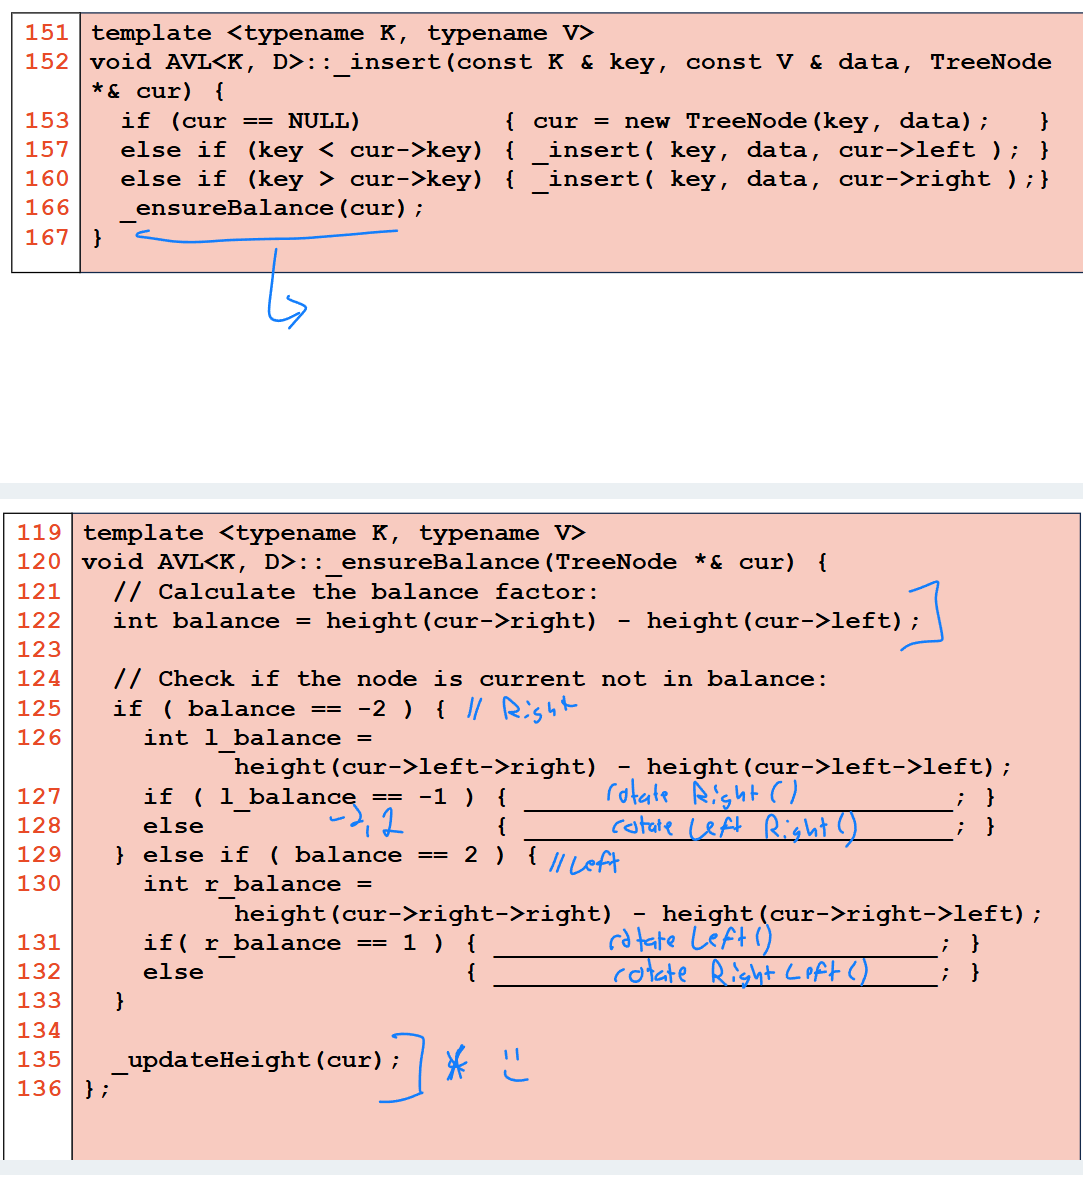 151 template <typename K, typename V>
152 void AVL<K, D>::_insert(const K & key, const V & data, TreeNode
*& cur) {
153 if (cur == NULL) { cur = new TreeNode(key, data); }
157 else if (key < cur->key) { _insert( key, data, cur->left ); }
160 else if (key > cur->key) { _insert( key, data, cur->right );}
166 _ensureBalance(cur);
167 }
119 template <typename K, typename V>
120 void AVL<K, D>::_ensureBalance(TreeNode *& cur) {
121 // Calculate the balance factor:
122 int balance = height(cur->right) - height(cur->left);
123
124 // Check if the node is current not in balance:
125 if ( balance == -2 ) { // Right
126 int l_balance =
height(cur->left->right) - height(cur->left->left);
127 if ( l_balance == -1 ) { rotate Right () ; }
128 else -2, 2 { rotate Left Right() ; }
129 } else if ( balance == 2 ) { // Left
130 int r_balance =
height(cur->right->right) - height(cur->right->left);
131 if( r_balance == 1 ) { rotate Left() ; }
132 else { rotate Right Left () ; }
133 }
134
135 _updateHeight(cur); *
136 };